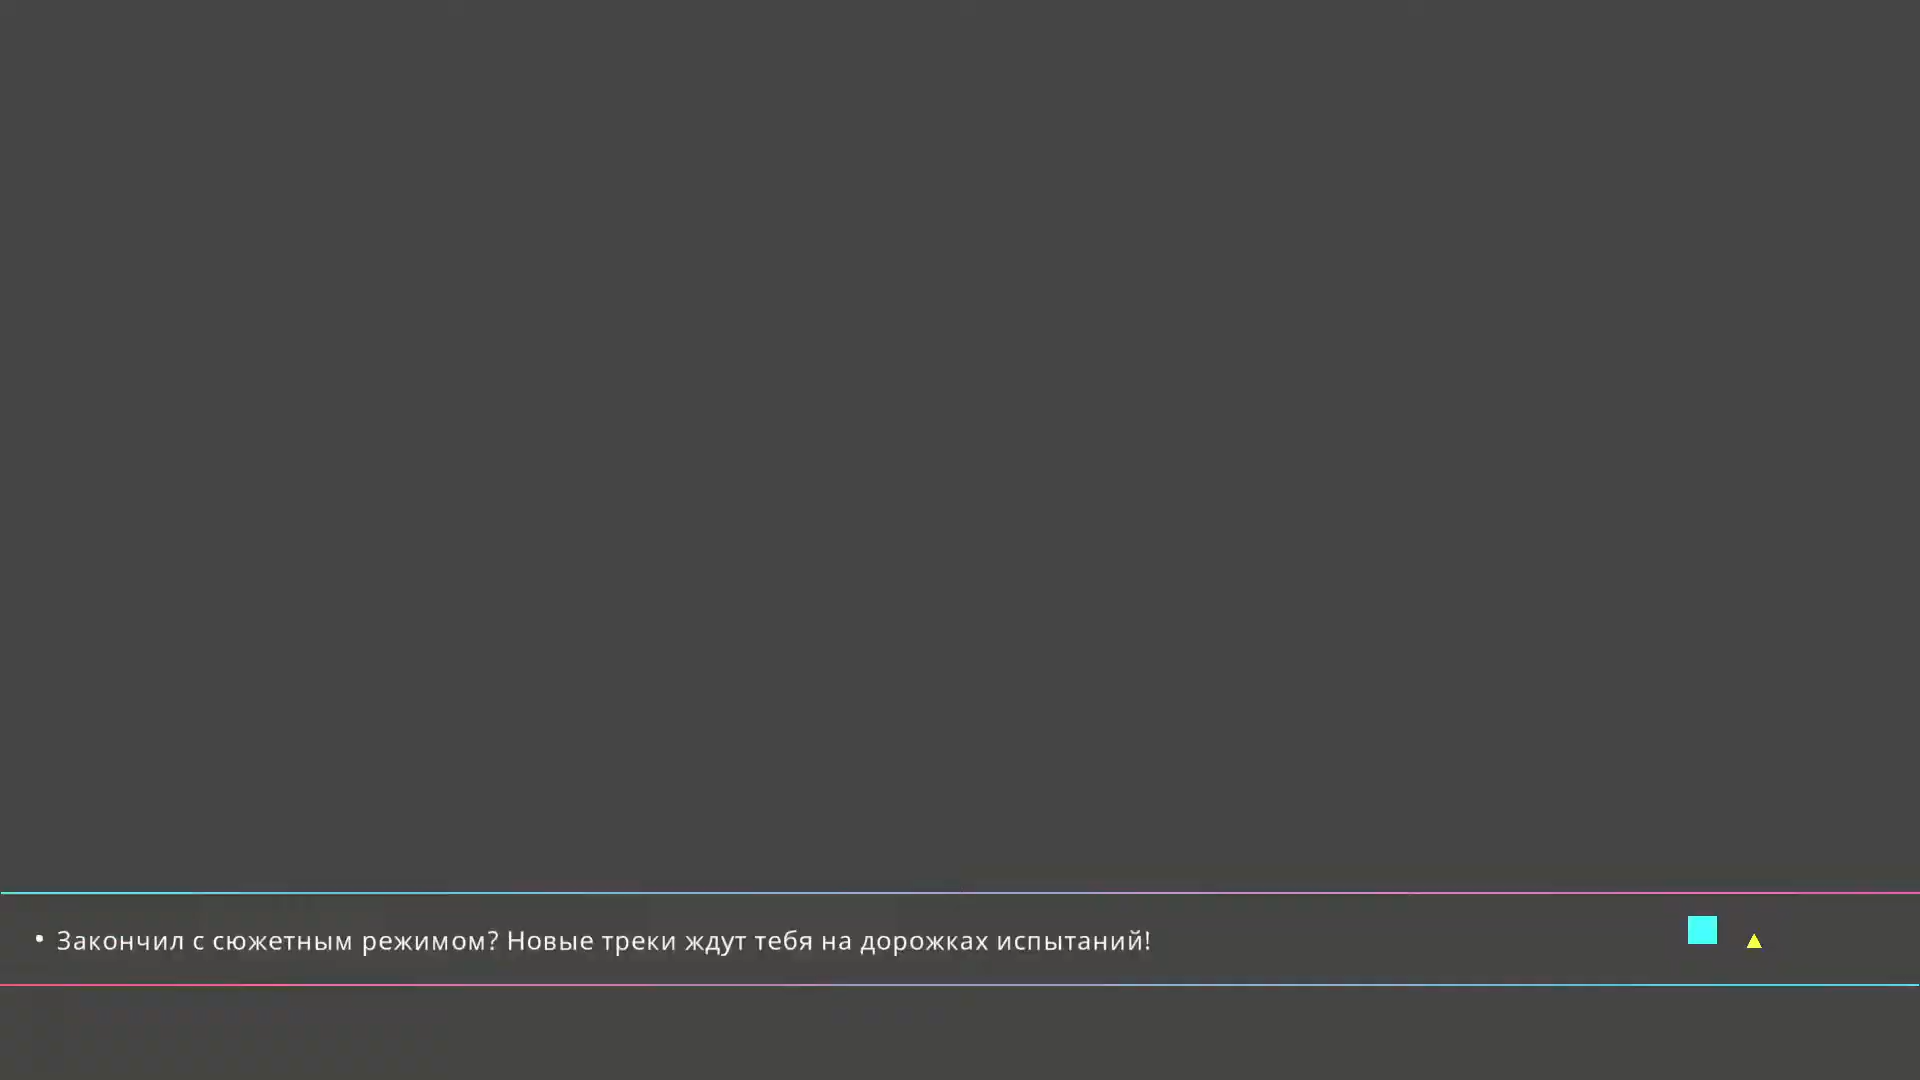 • Закончил с сюжетным режимом? Новые треки ждут тебя на дорожках испытаний!